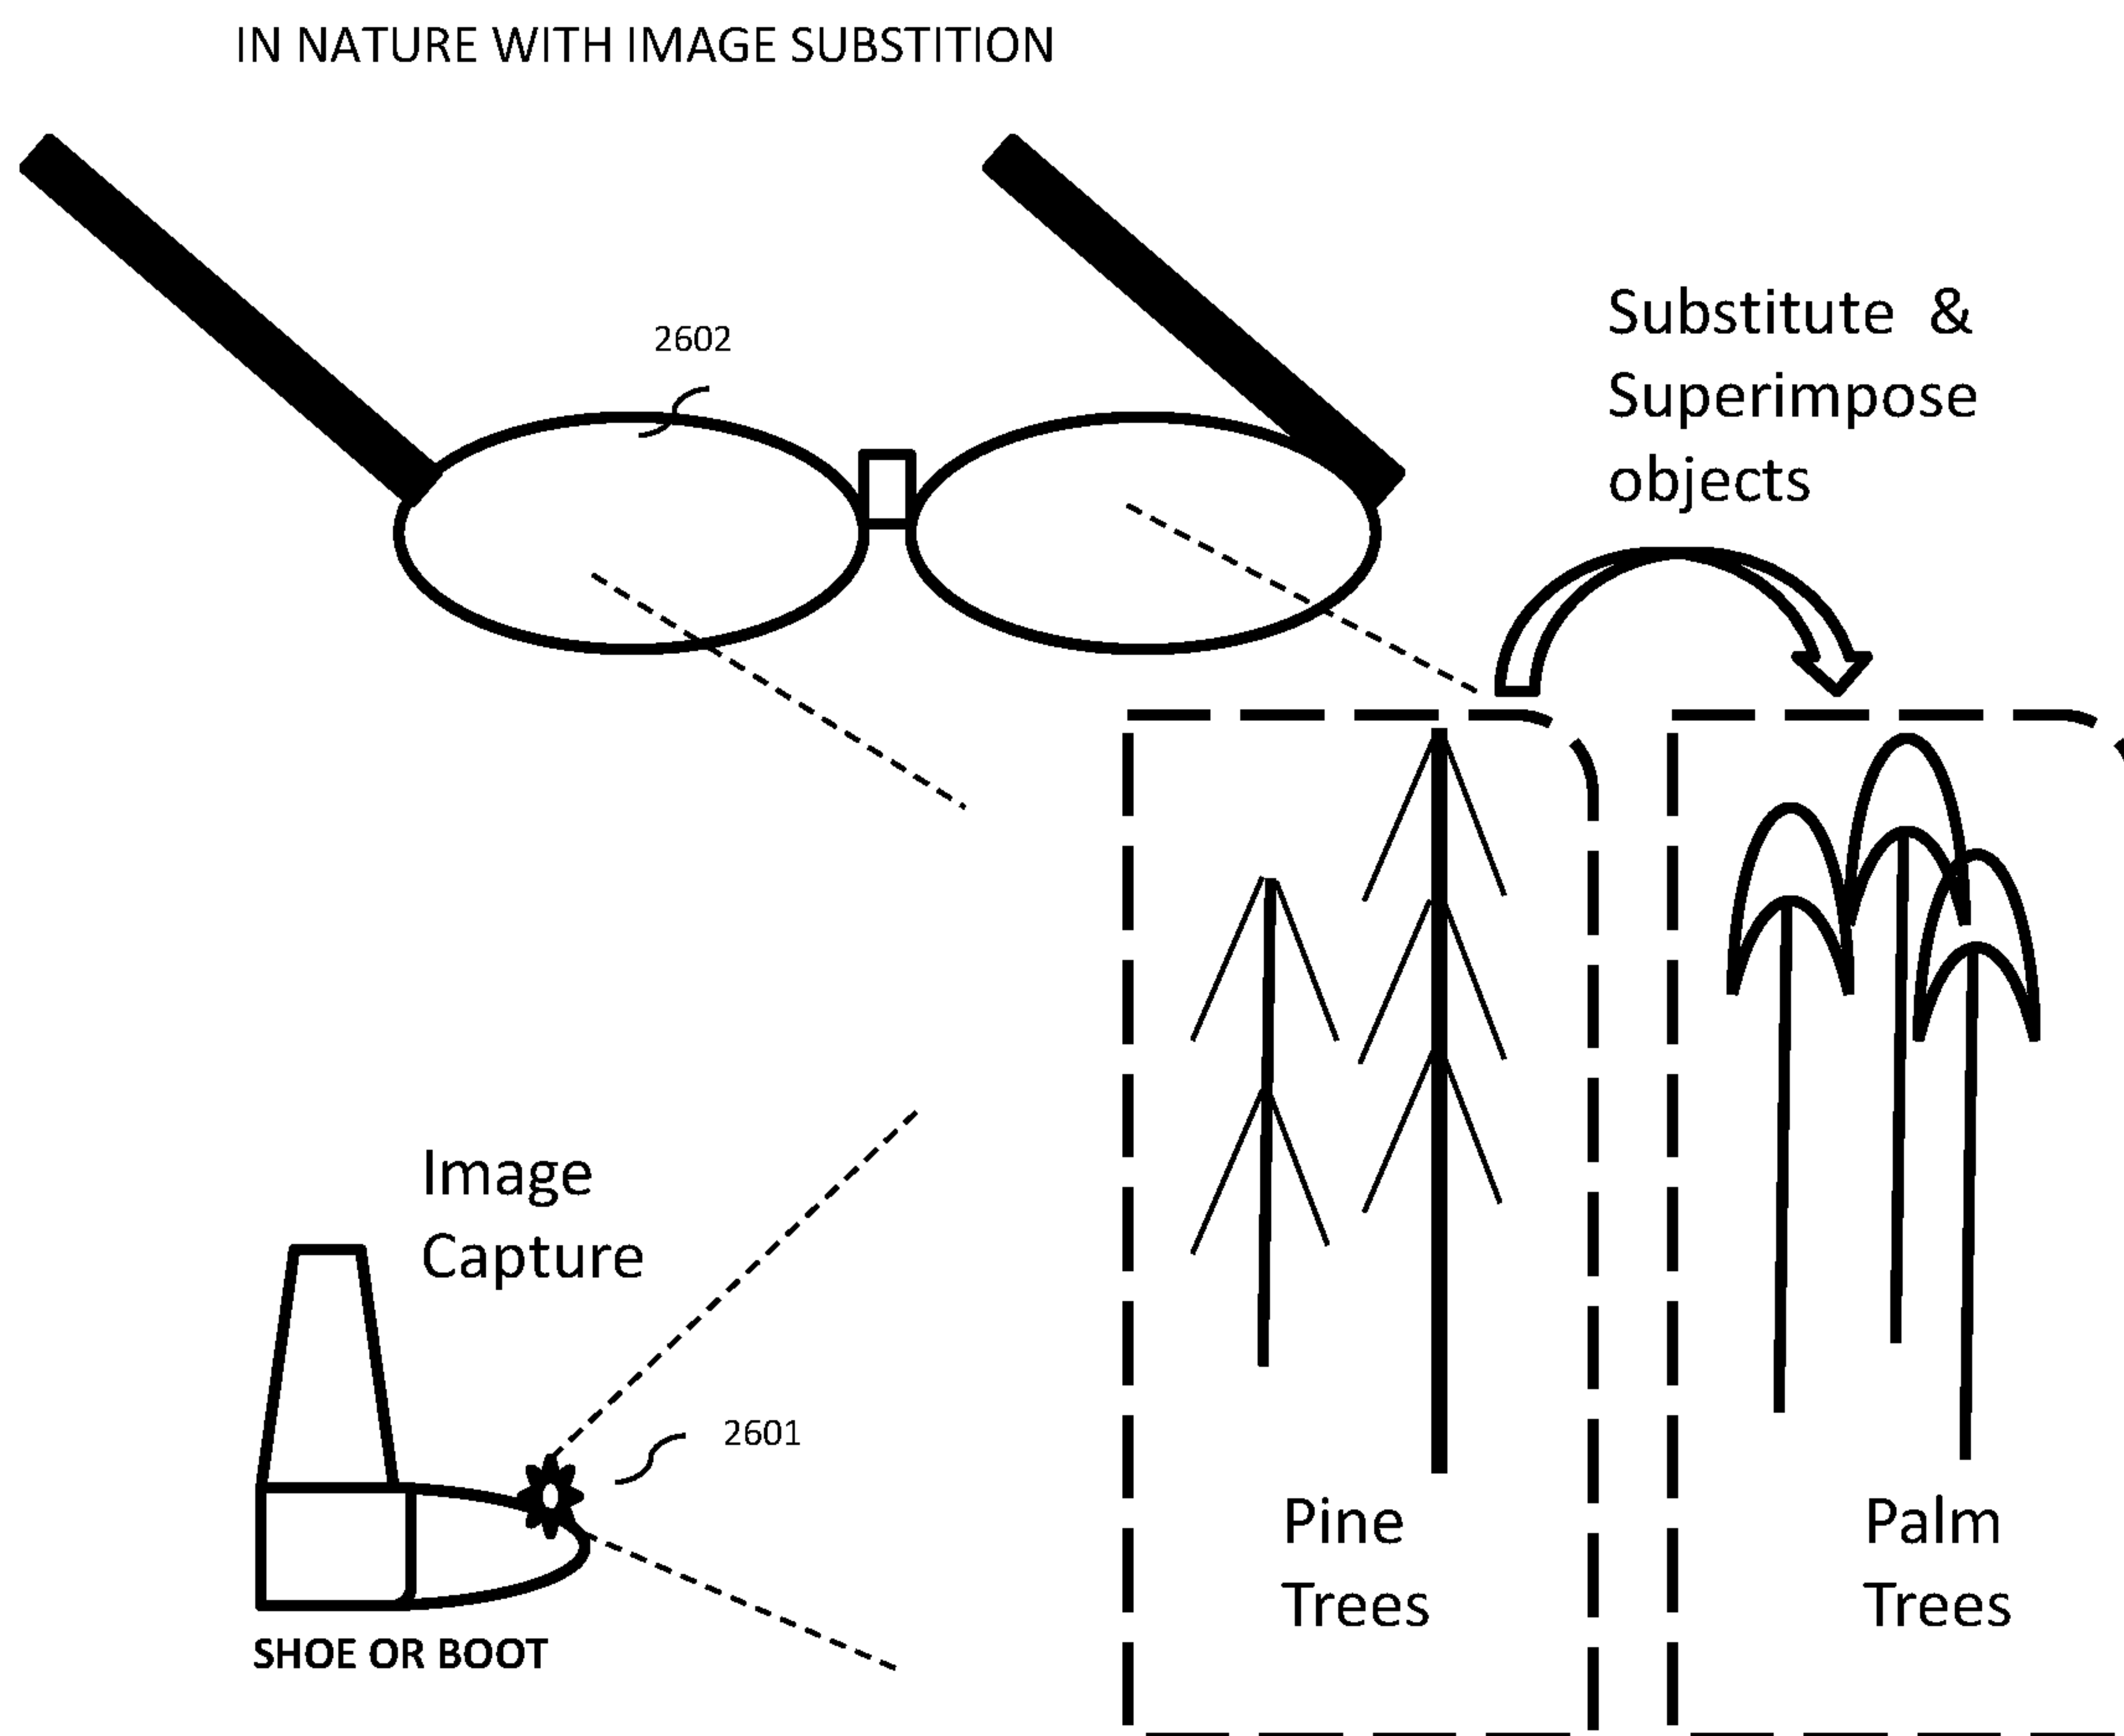 IN NATURE WITH IMAGE SUBSTITION
2602
Substitute &
Superimpose
objects
Image
Capture
2601
SHOE OR BOOT
Pine
Trees
Palm
Trees